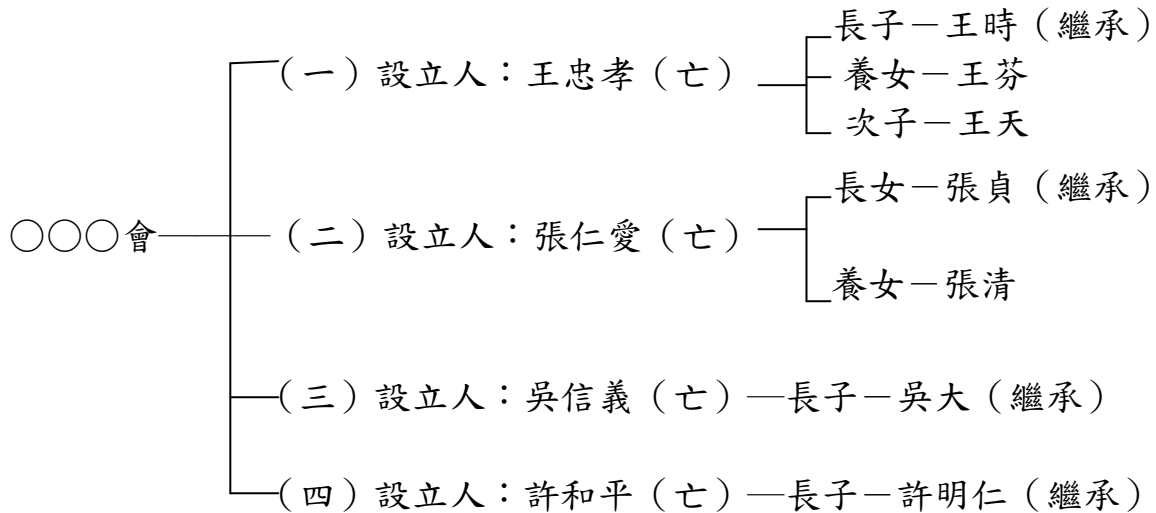 長子－王時（繼承）
（一）設立人：王忠孝（亡）
養女－王芬
次子－王天
長女－張貞（繼承）
○○○會
（二）設立人：張仁愛（亡）
養女－張清
（三）設立人：吳信義（亡）—長子－吳大（繼承）
（四）設立人：許和平（亡）—長子－許明仁（繼承）